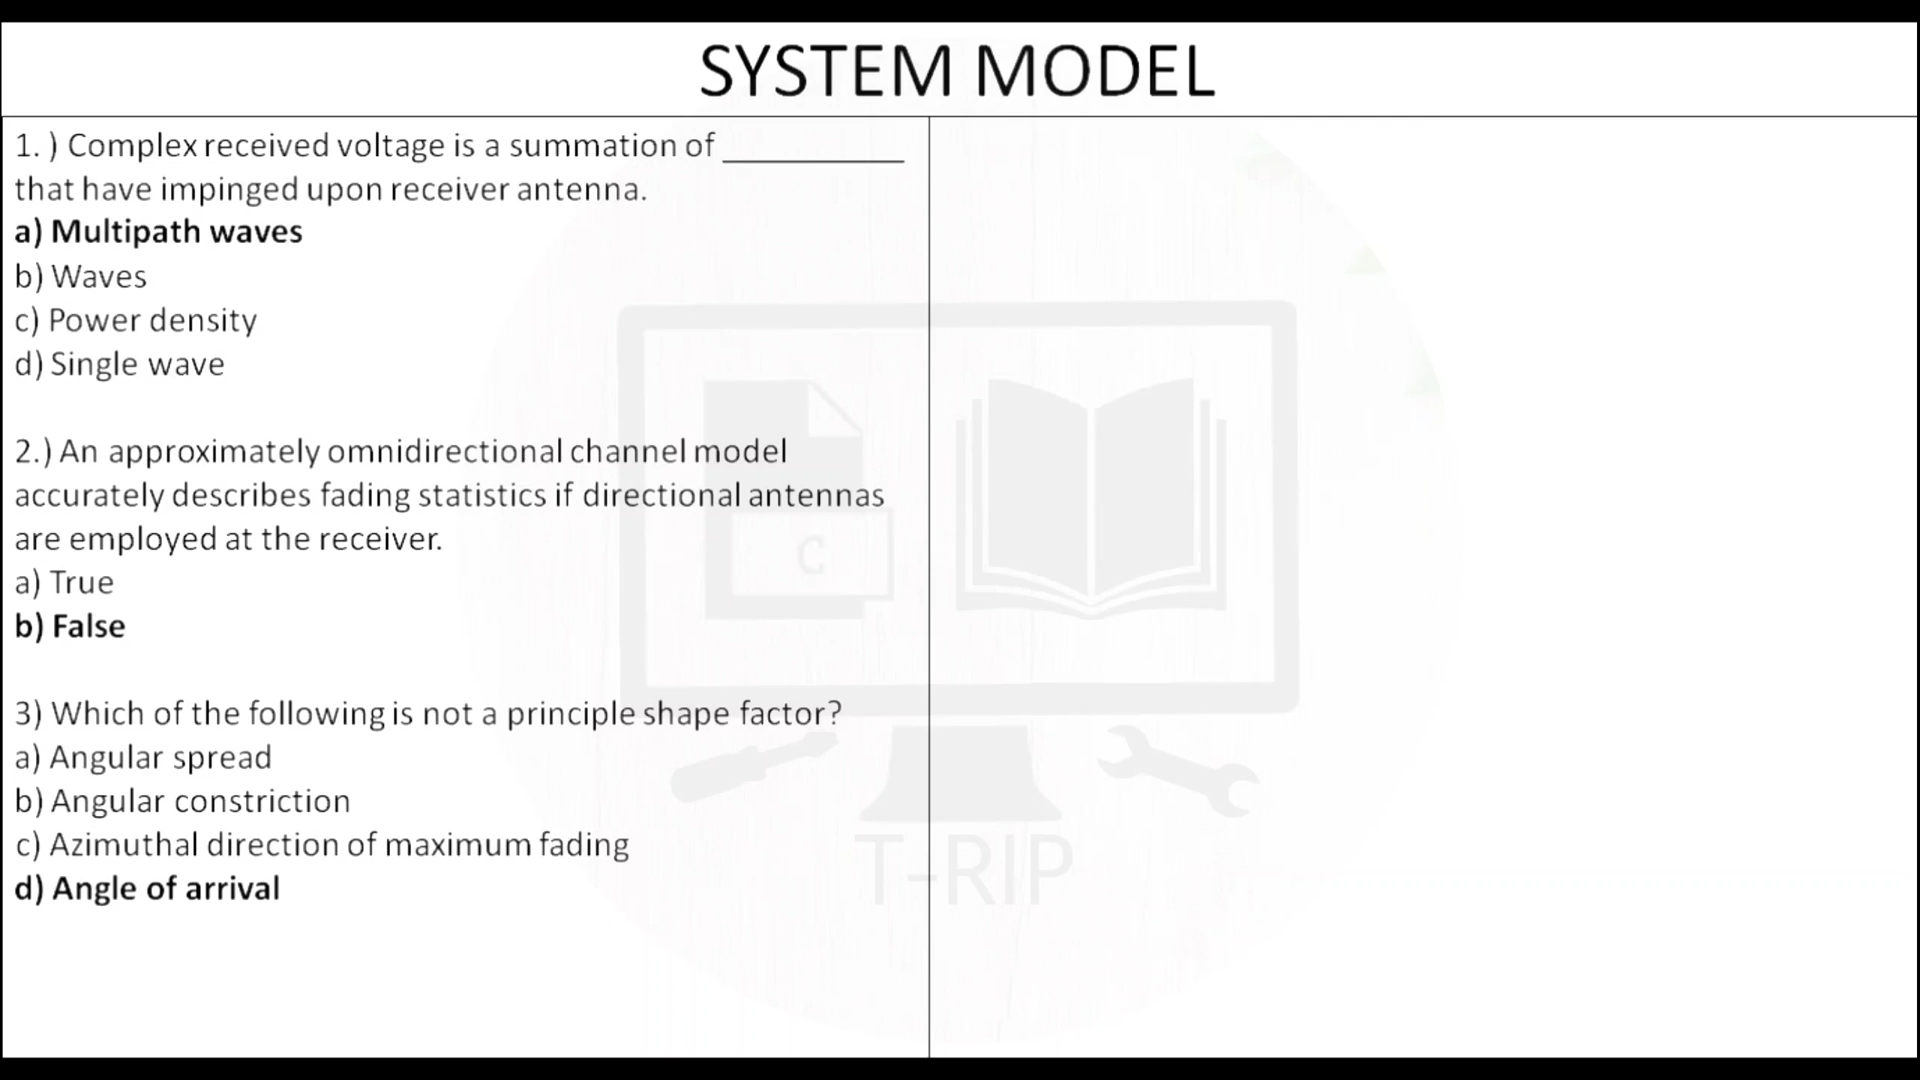 SYSTEM MODEL
1. ) Complex received voltage is a summation of ___________
that have impinged upon receiver antenna.
a) Multipath waves
b) Waves
c) Power density
d) Single wave
2.) An approximately omnidirectional channel model
accurately describes fading statistics if directional antennas
are employed at the receiver.
a) True
b) False
3) Which of the following is not a principle shape factor?
a) Angular spread
b) Angular constriction
c) Azimuthal direction of maximum fading
d) Angle of arrival
C
T-RIP